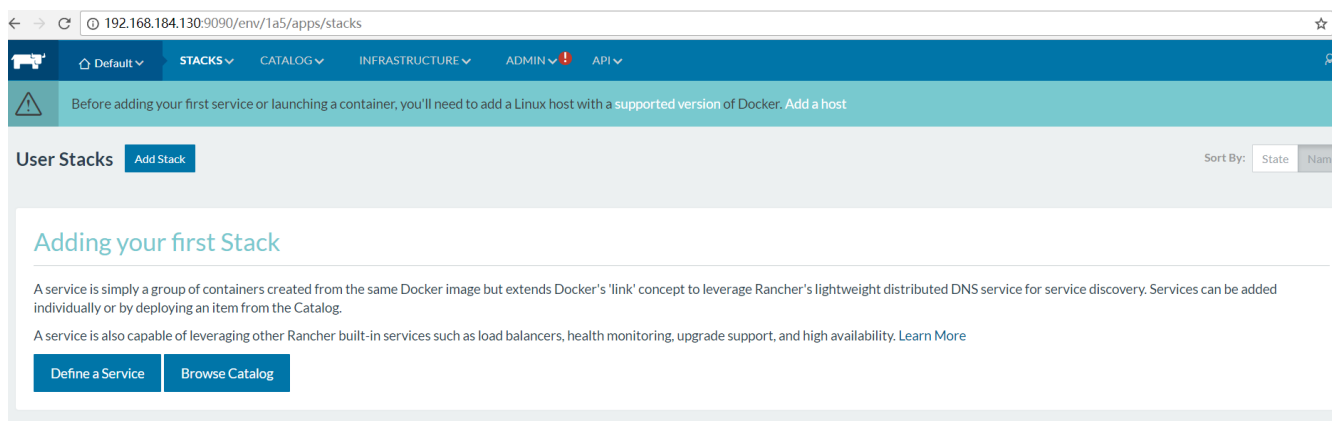 192.168.184.130:9090/env/1a5/apps/stacks
Default STACKS CATALOG INFRASTRUCTURE ADMIN ! API
Before adding your first service or launching a container, you'll need to add a Linux host with a supported version of Docker. Add a host
User Stacks Add Stack Sort By: State Nam
Adding your first Stack
A service is simply a group of containers created from the same Docker image but extends Docker's 'link' concept to leverage Rancher's lightweight distributed DNS service for service discovery. Services can be added
individually or by deploying an item from the Catalog.
A service is also capable of leveraging other Rancher built-in services such as load balancers, health monitoring, upgrade support, and high availability. Learn More
Define a Service Browse Catalog